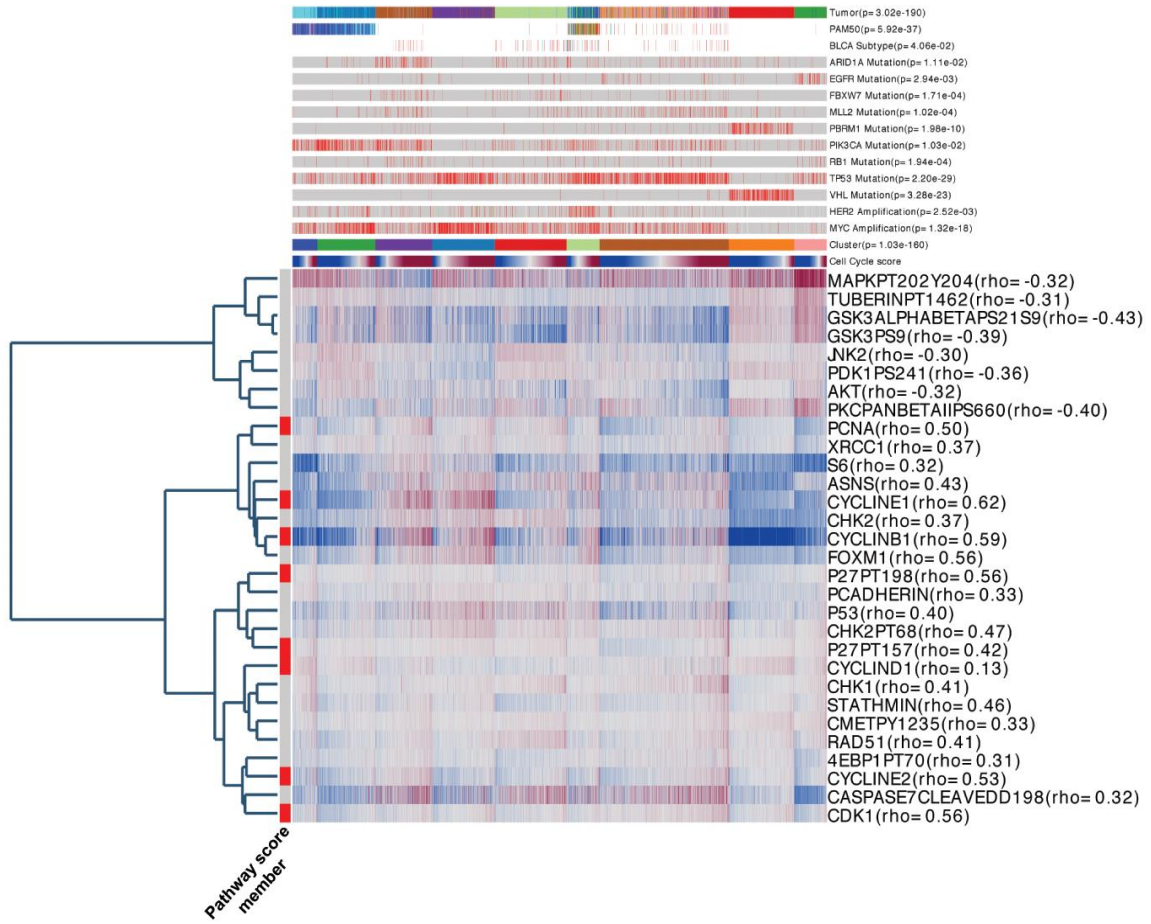 Tumor(p= 3.02e-190)
PAM50(p= 5.92e-37)
BLCA Subtype(p= 4.06e-02)
ARID1A Mutation(p= 1.11e-02)
EGFR Mutation(p= 2.94e-03)
FBXW7 Mutation(p= 1.71e-04)
MLL2 Mutation(p= 1.02e-04)
PBRM1 Mutation(p= 1.98e-10)
PIK3CA Mutation(p= 1.03e-02)
RB1 Mutation(p= 1.94e-04)
TP53 Mutation(p= 2.20e-29)
VHL Mutation(p= 3.28e-23)
HER2 Amplification(p= 2.52e-03)
MYC Amplification(p= 1.32e-18)
Cluster(p= 1.03e-160)
Cell Cycle score
MAPKPT202Y204(rho= -0.32)
TUBERINPT1462(rho= -0.31)
GSK3ALPHABETAPS21S9(rho= -0.43)
GSK3PS9(rho= -0.39)
JNK2(rho= -0.30)
PDK1PS241(rho= -0.36)
AKT(rho= -0.32)
PKCPANBETAIIPS660(rho= -0.40)
PCNA(rho= 0.50)
XRCC1(rho= 0.37)
S6(rho= 0.32)
ASNS(rho= 0.43)
CYCLINE1(rho= 0.62)
CHK2(rho= 0.37)
CYCLINB1(rho= 0.59)
FOXM1(rho= 0.56)
P27PT198(rho= 0.56)
PCADHERIN(rho= 0.33)
P53(rho= 0.40)
CHK2PT68(rho= 0.47)
P27PT157(rho= 0.42)
CYCLIND1(rho= 0.13)
CHK1(rho= 0.41)
STATHMIN(rho= 0.46)
CMETPY1235(rho= 0.33)
RAD51(rho= 0.41)
4EBP1PT70(rho= 0.31)
CYCLINE2(rho= 0.53)
CASPASE7CLEAVEDD198(rho= 0.32)
CDK1(rho= 0.56)
Pathway score
member